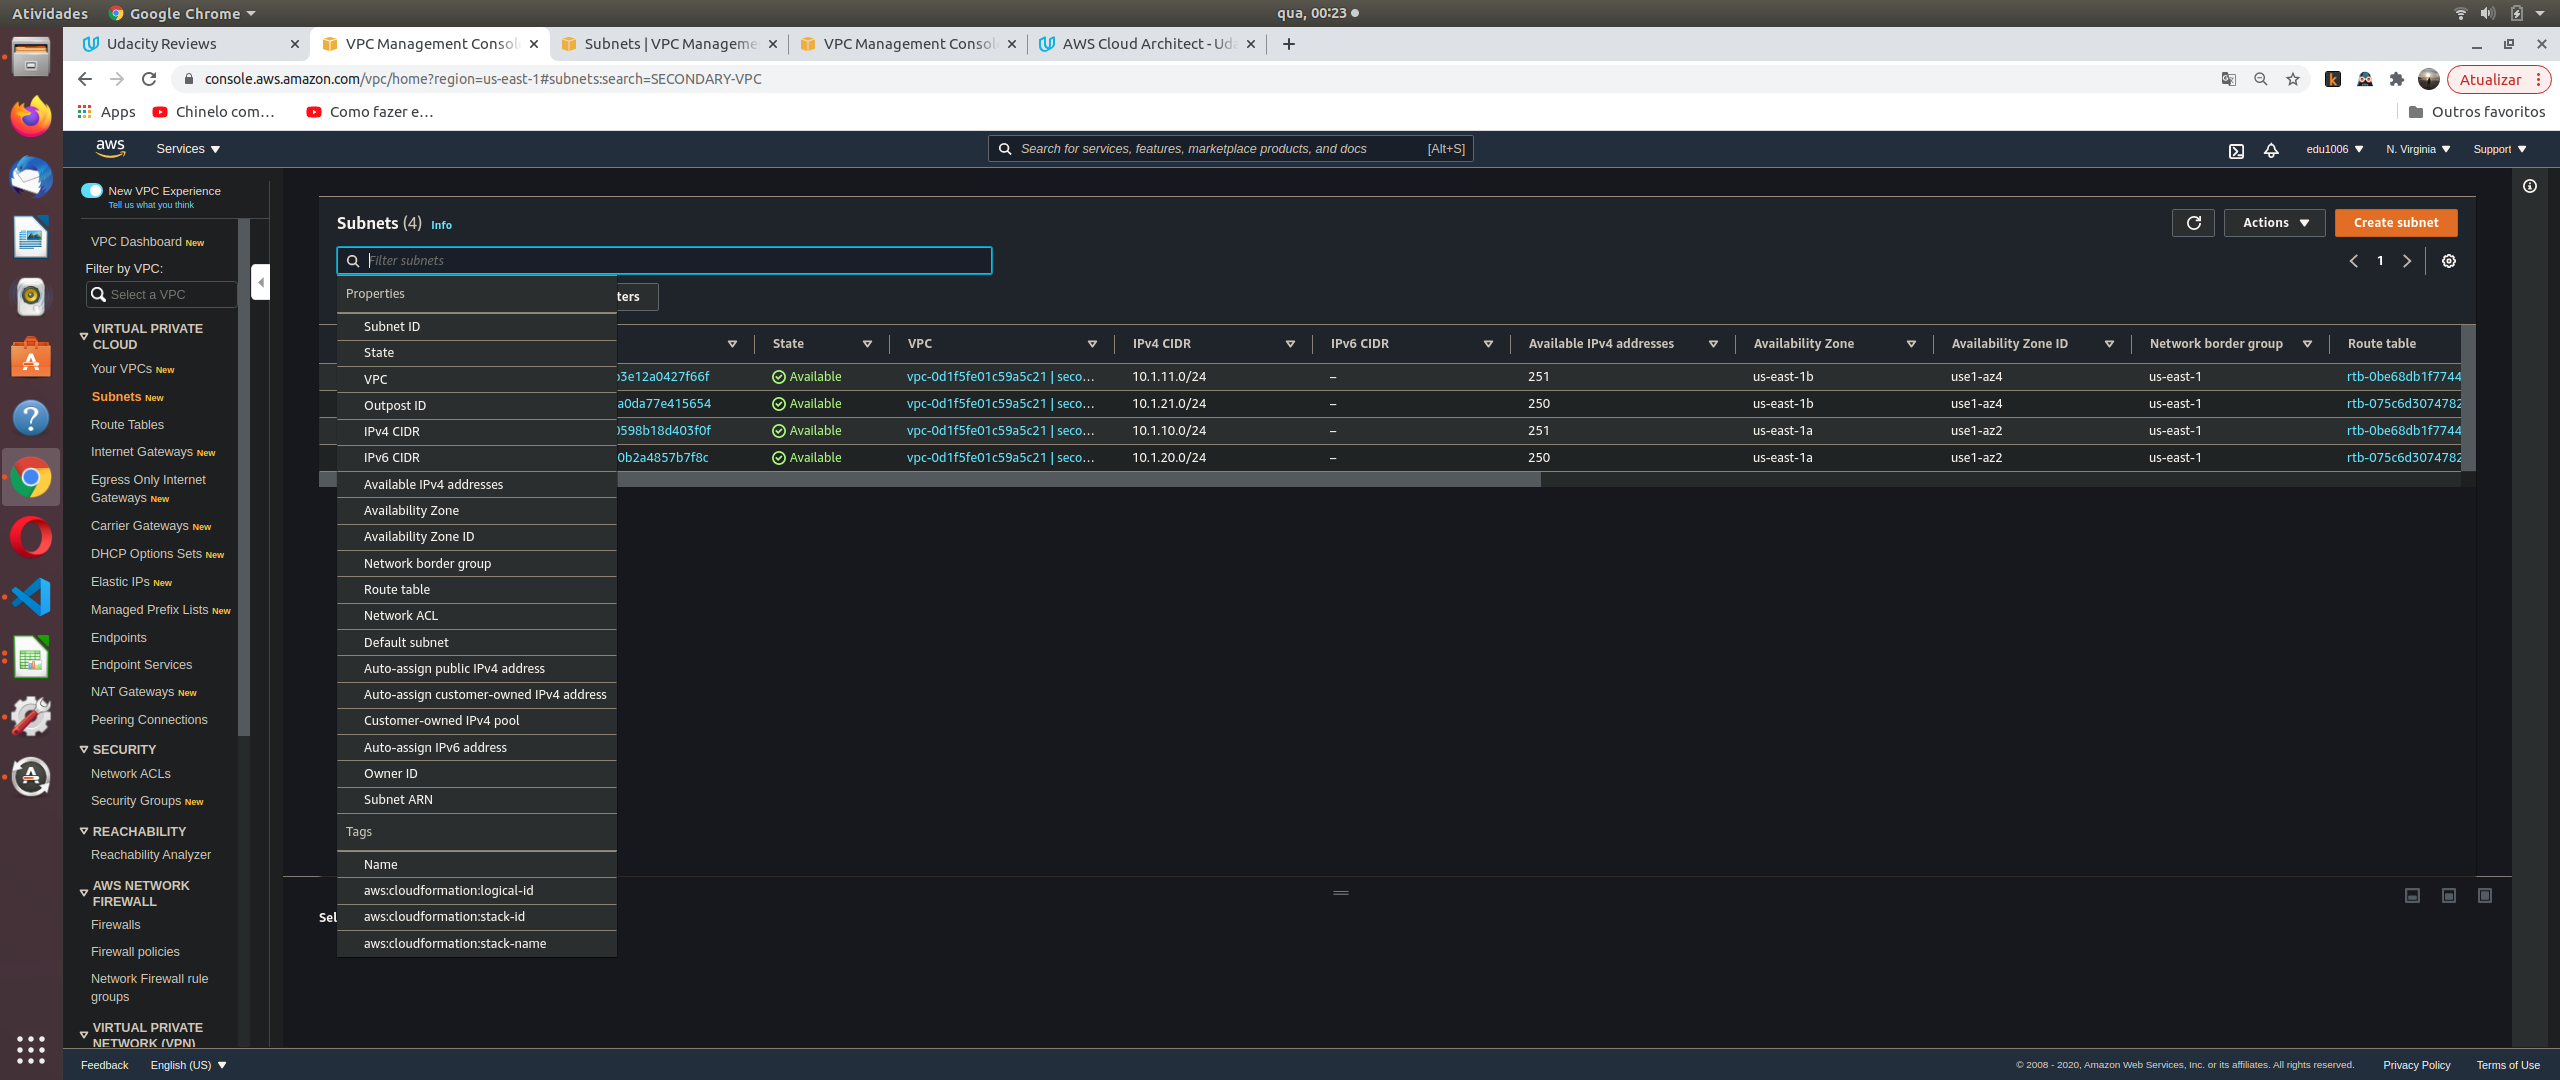 Atividades
Google Chrome
qua, 00:23
Udacity Reviews
VPC Management Consol
Subnets | VPC Manageme
VPC Management Consol
AWS Cloud Architect - Uda
console.aws.amazon.com/vpc/home?region=us-east-1#subnets:search=SECONDARY-VPC
Atualizar
Apps
Chinelo com…
Como fazer e…
Outros favoritos
aws
Services
Search for services, features, marketplace products, and docs
[Alt+S]
edu1006
N. Virginia
Support
New VPC Experience
Tell us what you think
VPC Dashboard New
Filter by VPC:
Select a VPC
VIRTUAL PRIVATE
CLOUD
Your VPCs New
Subnets New
Route Tables
Internet Gateways New
Egress Only Internet
Gateways New
Carrier Gateways New
DHCP Options Sets New
Elastic IPs New
Managed Prefix Lists New
Endpoints
Endpoint Services
NAT Gateways New
Peering Connections
SECURITY
Network ACLs
Security Groups New
REACHABILITY
Reachability Analyzer
AWS NETWORK
FIREWALL
Firewalls
Firewall policies
Network Firewall rule
groups
VIRTUAL PRIVATE
NETWORK (VPN)
Subnets (4) Info
Actions
Create subnet
Filter subnets
1
ters
Properties
Subnet ID
State
VPC
Outpost ID
IPv4 CIDR
IPv6 CIDR
Available IPv4 addresses
Availability Zone
Availability Zone ID
Network border group
Route table
Network ACL
Default subnet
Auto-assign public IPv4 address
Auto-assign customer-owned IPv4 address
Customer-owned IPv4 pool
Auto-assign IPv6 address
Owner ID
Subnet ARN
Tags
Name
aws:cloudformation:logical-id
aws:cloudformation:stack-id
aws:cloudformation:stack-name
State VPC IPv4 CIDR IPv6 CIDR Available IPv4 addresses Availability Zone Availability Zone ID Network border group Route table
b3e12a0427f66f Available vpc-0d1f5fe01c59a5c21 | seco… 10.1.11.0/24 – 251 us-east-1b use1-az4 us-east-1 rtb-0be68db1f7744
a0da77e415654 Available vpc-0d1f5fe01c59a5c21 | seco… 10.1.21.0/24 – 250 us-east-1b use1-az4 us-east-1 rtb-075c6d3074782
0598b18d403f0f Available vpc-0d1f5fe01c59a5c21 | seco… 10.1.10.0/24 – 251 us-east-1a use1-az2 us-east-1 rtb-0be68db1f7744
0b2a4857b7f8c Available vpc-0d1f5fe01c59a5c21 | seco… 10.1.20.0/24 – 250 us-east-1a use1-az2 us-east-1 rtb-075c6d3074782
Sel
Feedback
English (US)
© 2008 - 2020, Amazon Web Services, Inc. or its affiliates. All rights reserved.
Privacy Policy
Terms of Use